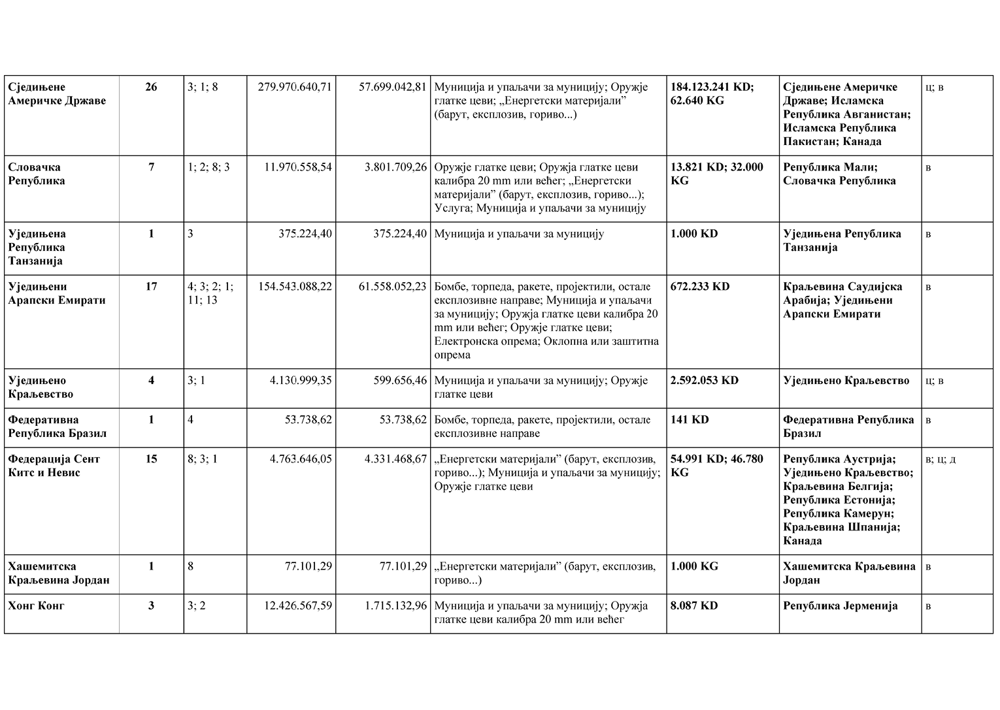 Сједињене
Америчке Државе
26
3; 1; 8
279.970.640,71
57.699.042,81
Муниција и упаљачи за муницију; Оружје
глатке цеви; „Енергетски материјали”
(барут, експлозив, гориво...)
184.123.241 KD;
62.640 KG
Сједињене Америчке
Државе; Исламска
Република Авганистан;
Исламска Република
Пакистан; Канада
ц; в
Словачка
Република
7
1; 2; 8; 3
11.970.558,54
3.801.709,26
Оружје глатке цеви; Оружја глатке цеви
калибра 20 mm или већег; „Енергетски
материјали” (барут, експлозив, гориво...);
Услуга; Муниција и упаљачи за муницију
13.821 KD; 32.000
KG
Република Мали;
Словачка Република
в
Уједињена
Република
Танзанија
1
3
375.224,40
375.224,40
Муниција и упаљачи за муницију
1.000 KD
Уједињена Република
Танзанија
в
Уједињени
Арапски Емирати
17
4; 3; 2; 1;
11; 13
154.543.088,22
61.558.052,23
Бомбе, торпеда, ракете, пројектили, остале
експлозивне направе; Муниција и упаљачи
за муницију; Оружја глатке цеви калибра 20
mm или већег; Оружје глатке цеви;
Електронска опрема; Оклопна или заштитна
опрема
672.233 KD
Краљевина Саудијска
Арабија; Уједињени
Арапски Емирати
в
Уједињено
Краљевство
4
3; 1
4.130.999,35
599.656,46
Муниција и упаљачи за муницију; Оружје
глатке цеви
2.592.053 KD
Уједињено Краљевство
ц; в
Федеративна
Република Бразил
1
4
53.738,62
53.738,62
Бомбе, торпеда, ракете, пројектили, остале
експлозивне направе
141 KD
Федеративна Република
Бразил
в
Федерација Сент
Китс и Невис
15
8; 3; 1
4.763.646,05
4.331.468,67
„Енергетски материјали” (барут, експлозив,
гориво...); Муниција и упаљачи за муницију;
Оружје глатке цеви
54.991 KD; 46.780
KG
Република Аустрија;
Уједињено Краљевство;
Краљевина Белгија;
Република Естонија;
Република Камерун;
Краљевина Шпанија;
Канада
в; ц; д
Хашемитска
Краљевина Јордан
1
8
77.101,29
77.101,29
„Енергетски материјали” (барут, експлозив,
гориво...)
1.000 KG
Хашемитска Краљевина
Јордан
в
Хонг Конг
3
3; 2
12.426.567,59
1.715.132,96
Муниција и упаљачи за муницију; Оружја
глатке цеви калибра 20 mm или већег
8.087 KD
Република Јерменија
в